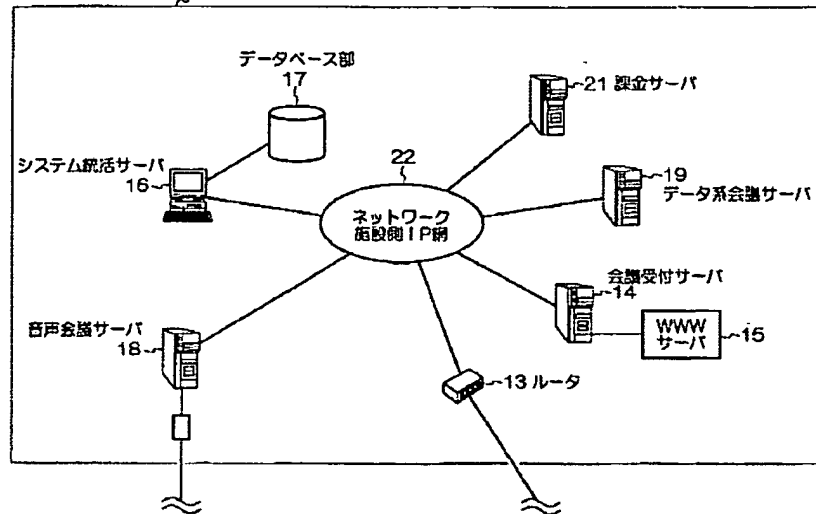 データベース部
17
21 課金サーバ
システム統活サーバ
16
22
19
データ系会議サーバ
ネットワーク
施設側IP網
会議受付サーバ
14
WWW
サーバ
15
音声会議サーバ
18
13 ルータ